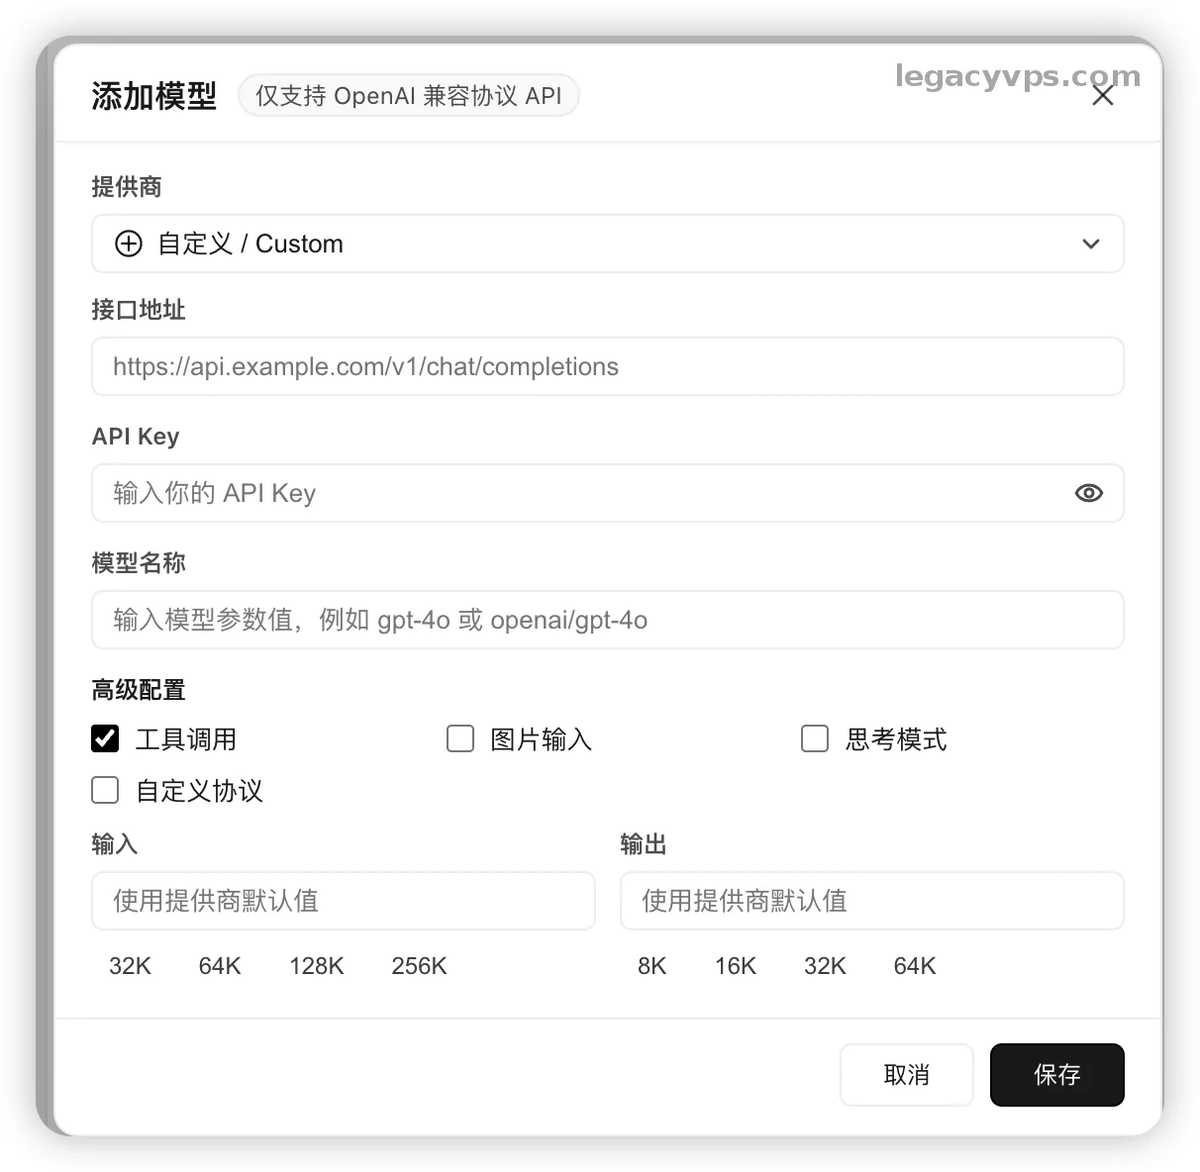 legacyvps.com
添加模型 仅支持 OpenAI 兼容协议 API
提供商
自定义 / Custom
接口地址
https://api.example.com/v1/chat/completions
API Key
输入你的 API Key
模型名称
输入模型参数值，例如 gpt-4o 或 openai/gpt-4o
高级配置
工具调用 图片输入 思考模式
自定义协议
输入 输出
使用提供商默认值 使用提供商默认值
32K 64K 128K 256K 8K 16K 32K 64K
取消 保存